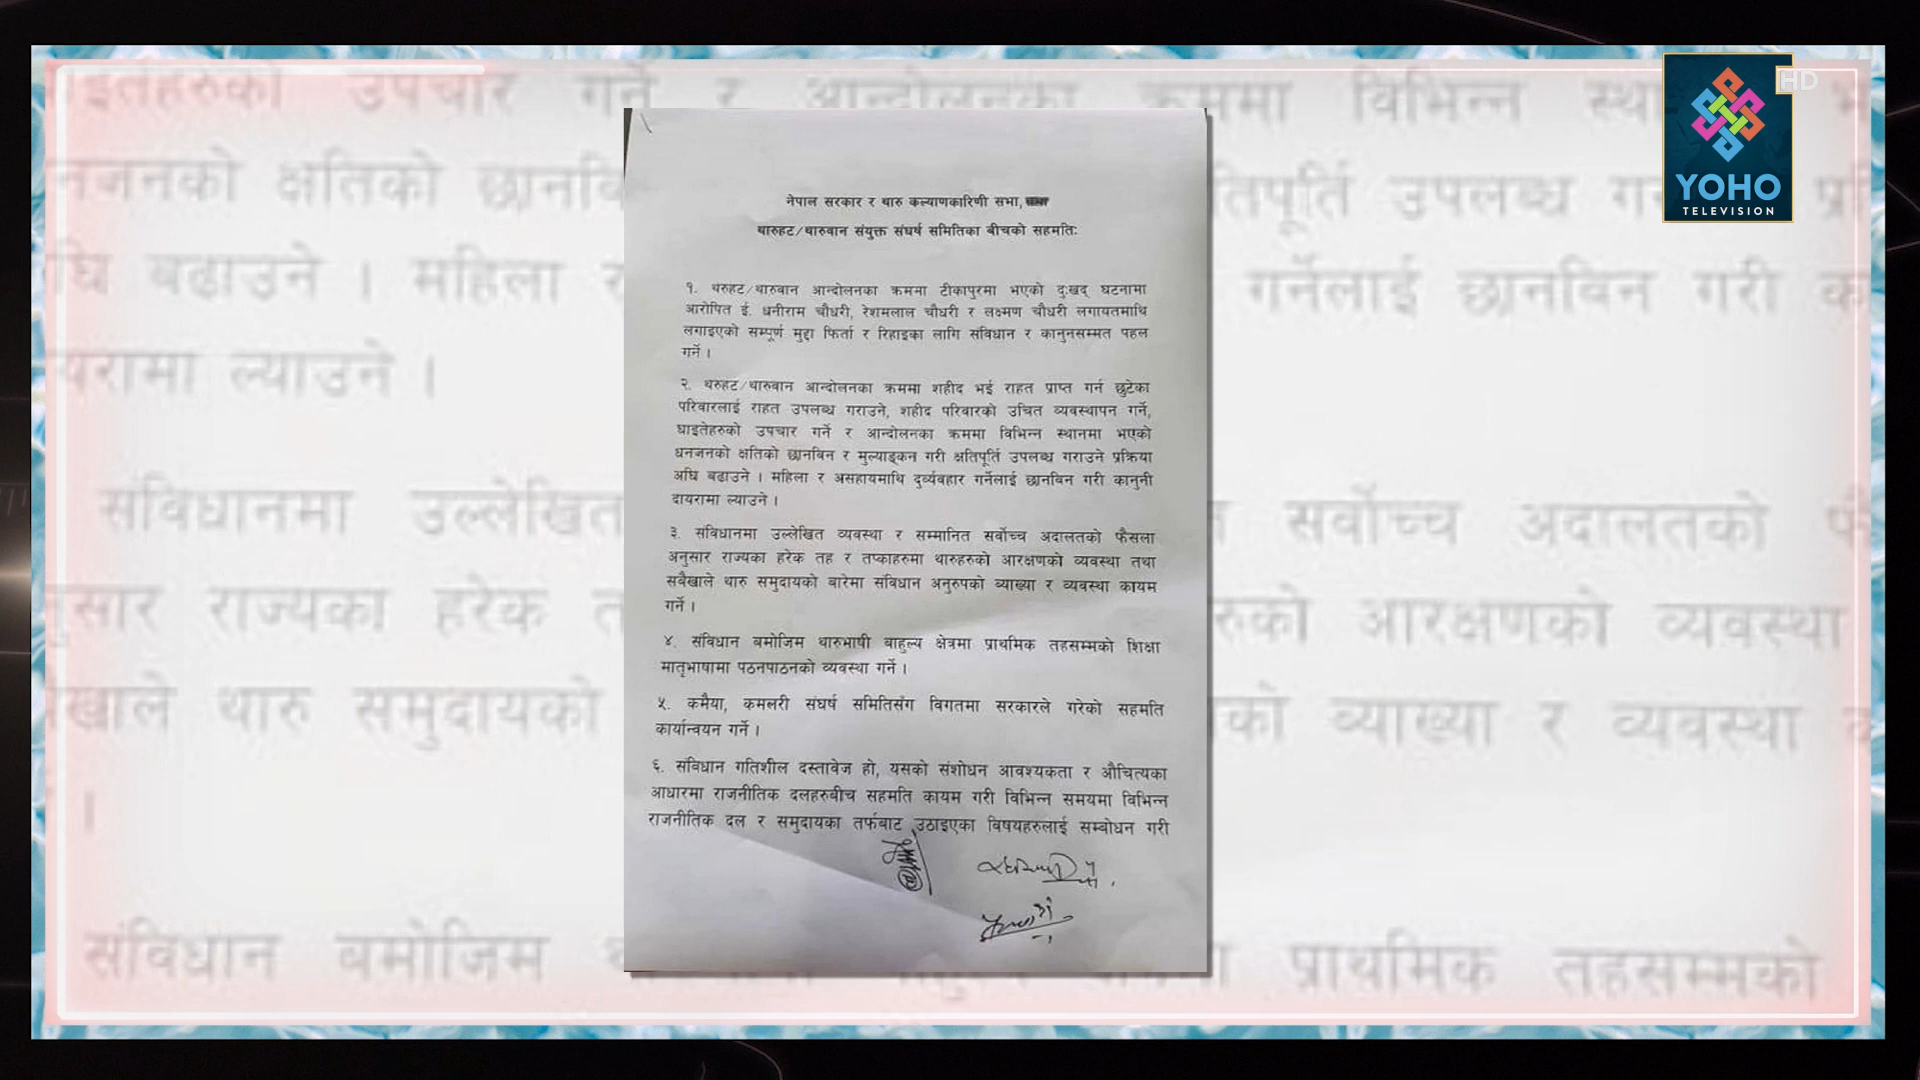 नेपाल सरकार र थारु कल्याणकारिणी सभा,
थारुहट/थारुवान संयुक्त संघर्ष समितिका बीचको सहमतिः
१. थरुहट/थारुवान आन्दोलनका क्रममा टीकापुरमा भएको दुःखद् घटनामा
आरोपित ई. धनीराम चौधरी, रेशमलाल चौधरी र लक्ष्मण चौधरी लगायतमाथि
लगाइएको सम्पूर्ण मुद्दा फिर्ता र रिहाइका लागि संविधान र कानुनसम्मत पहल
गर्ने ।
२. थरुहट/थारुवान आन्दोलनका क्रममा शहीद भई राहत प्राप्त गर्न छुटेका
परिवारलाई राहत उपलब्ध गराउने, शहीद परिवारको उचित व्यवस्थापन गर्ने,
घाइतेहरुको उपचार गर्ने र आन्दोलनका क्रममा विभिन्न स्थानमा भएको
धनजनको क्षतिको छानबिन र मुल्याङ्कन गरी क्षतिपूर्ति उपलब्ध गराउने प्रक्रिया
अघि बढाउने । महिला र असहायमाथि दुर्व्यवहार गर्नेलाई छानबिन गरी कानुनी
दायरामा ल्याउने ।
३. संविधानमा उल्लेखित व्यवस्था र सम्मानित सर्वोच्च अदालतको फैसला
अनुसार राज्यका हरेक तह र तप्काहरुमा थारुहरुको आरक्षणको व्यवस्था तथा
सबैखाले थारु समुदायको बारेमा संविधान अनुरुपको व्याख्या र व्यवस्था कायम
गर्ने ।
४. संविधान बमोजिम थारुभाषी बाहुल्य क्षेत्रमा प्राथमिक तहसम्मको शिक्षा
मातृभाषामा पठनपाठनको व्यवस्था गर्ने ।
५. कमैया, कमलरी संघर्ष समितिसँग विगतमा सरकारले गरेको सहमति
कार्यान्वयन गर्ने ।
६. संविधान गतिशील दस्तावेज हो, यसको संशोधन आवश्यकता र औचित्यका
आधारमा राजनीतिक दलहरुबीच सहमति कायम गरी विभिन्न समयमा विभिन्न
राजनीतिक दल र समुदायका तर्फबाट उठाइएका विषयहरुलाई सम्बोधन गरी
HD
YOHO
TELEVISION